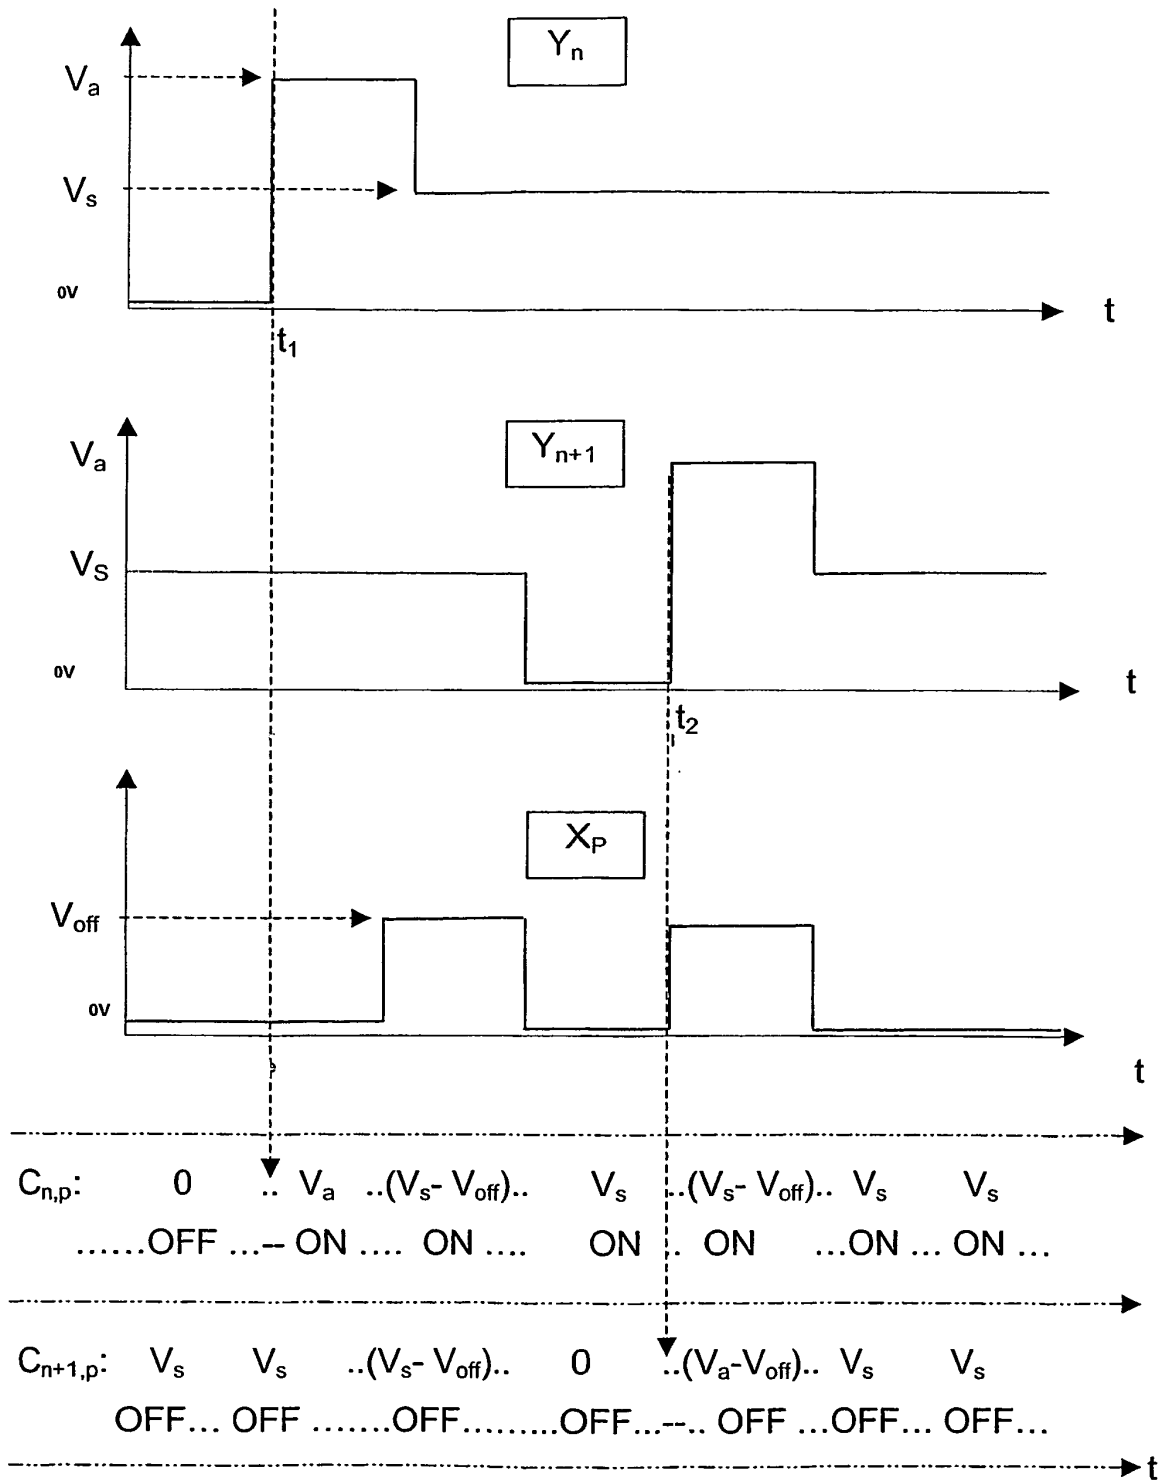 Yn
Va
Vs
0V
t
t1
Yn+1
Va
VS
0V
t
t2
XP
Voff
0V
t
Cn,p: 0 .. Va ..(Vs- Voff).. Vs ..(Vs- Voff).. Vs Vs
......OFF ...-- ON .... ON .... ON .. ON ...ON ... ON ...
Cn+1,p: Vs Vs ..(Vs- Voff).. 0 ..(Va-Voff).. Vs Vs
OFF... OFF .......OFF.........OFF...--.. OFF ...OFF... OFF...
t